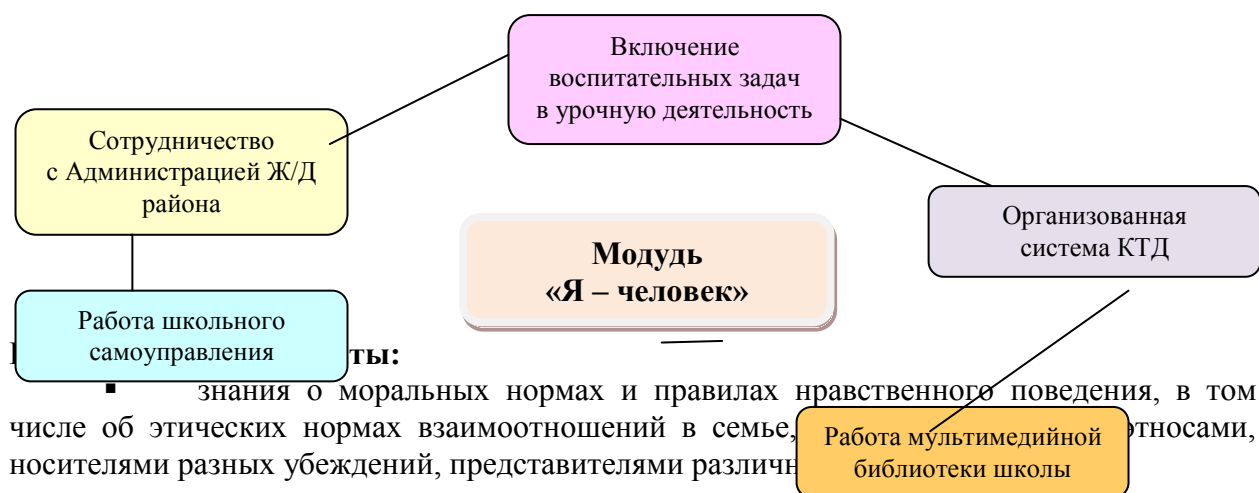 Включение
воспитательных задач
в урочную деятельность
Сотрудничество
с Администрацией Ж/Д
района
Организованная
система КТД
Модудь
«Я – человек»
Работа школьного
самоуправления
ты:
▪ знания о моральных нормах и правилах нравственного поведения, в том
числе об этических нормах взаимоотношений в семье, этносами,
носителями разных убеждений, представителями
Работа мультимедийной
библиотеки школы